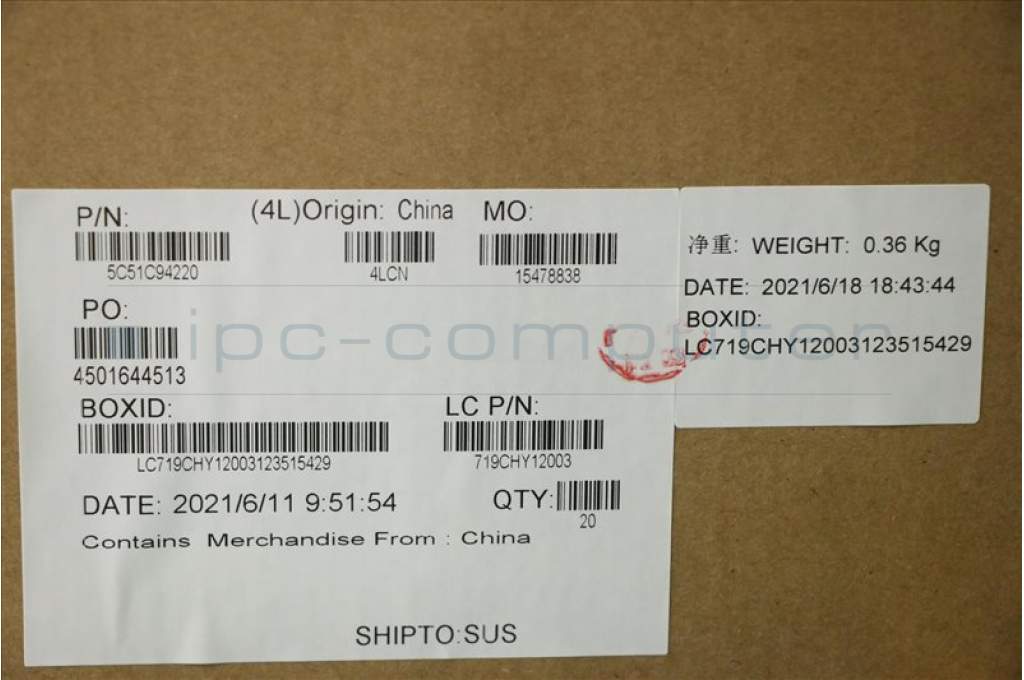 P/N: (4L)Origin: China MO:
5C51C94220 4LCN 15478838
PO:
4501644513
BOXID: LC P/N:
LC719CHY12003123515429 719CHY12003
DATE: 2021/6/11 9:51:54 QTY:
20
Contains Merchandise From : China
SHIPTO:SUS
净重: WEIGHT: 0.36 Kg
DATE: 2021/6/18 18:43:44
BOXID:
LC719CHY12003123515429
ipc-computer